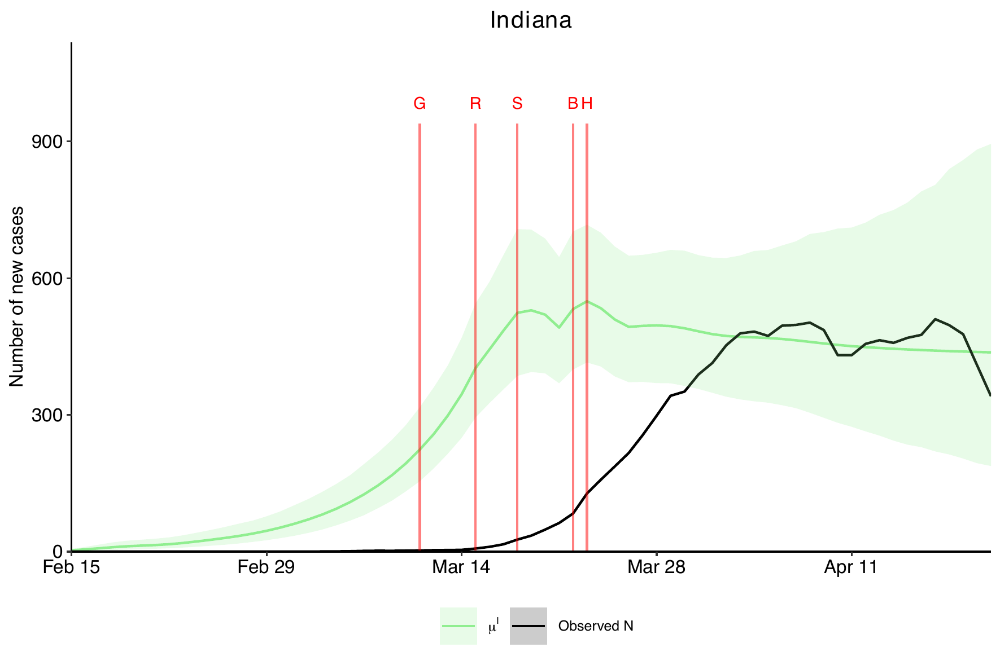 Indiana
G R S B H
Number of new cases
900
600
300
0
Feb 15 Feb 29 Mar 14 Mar 28 Apr 11
μᴵ Observed N